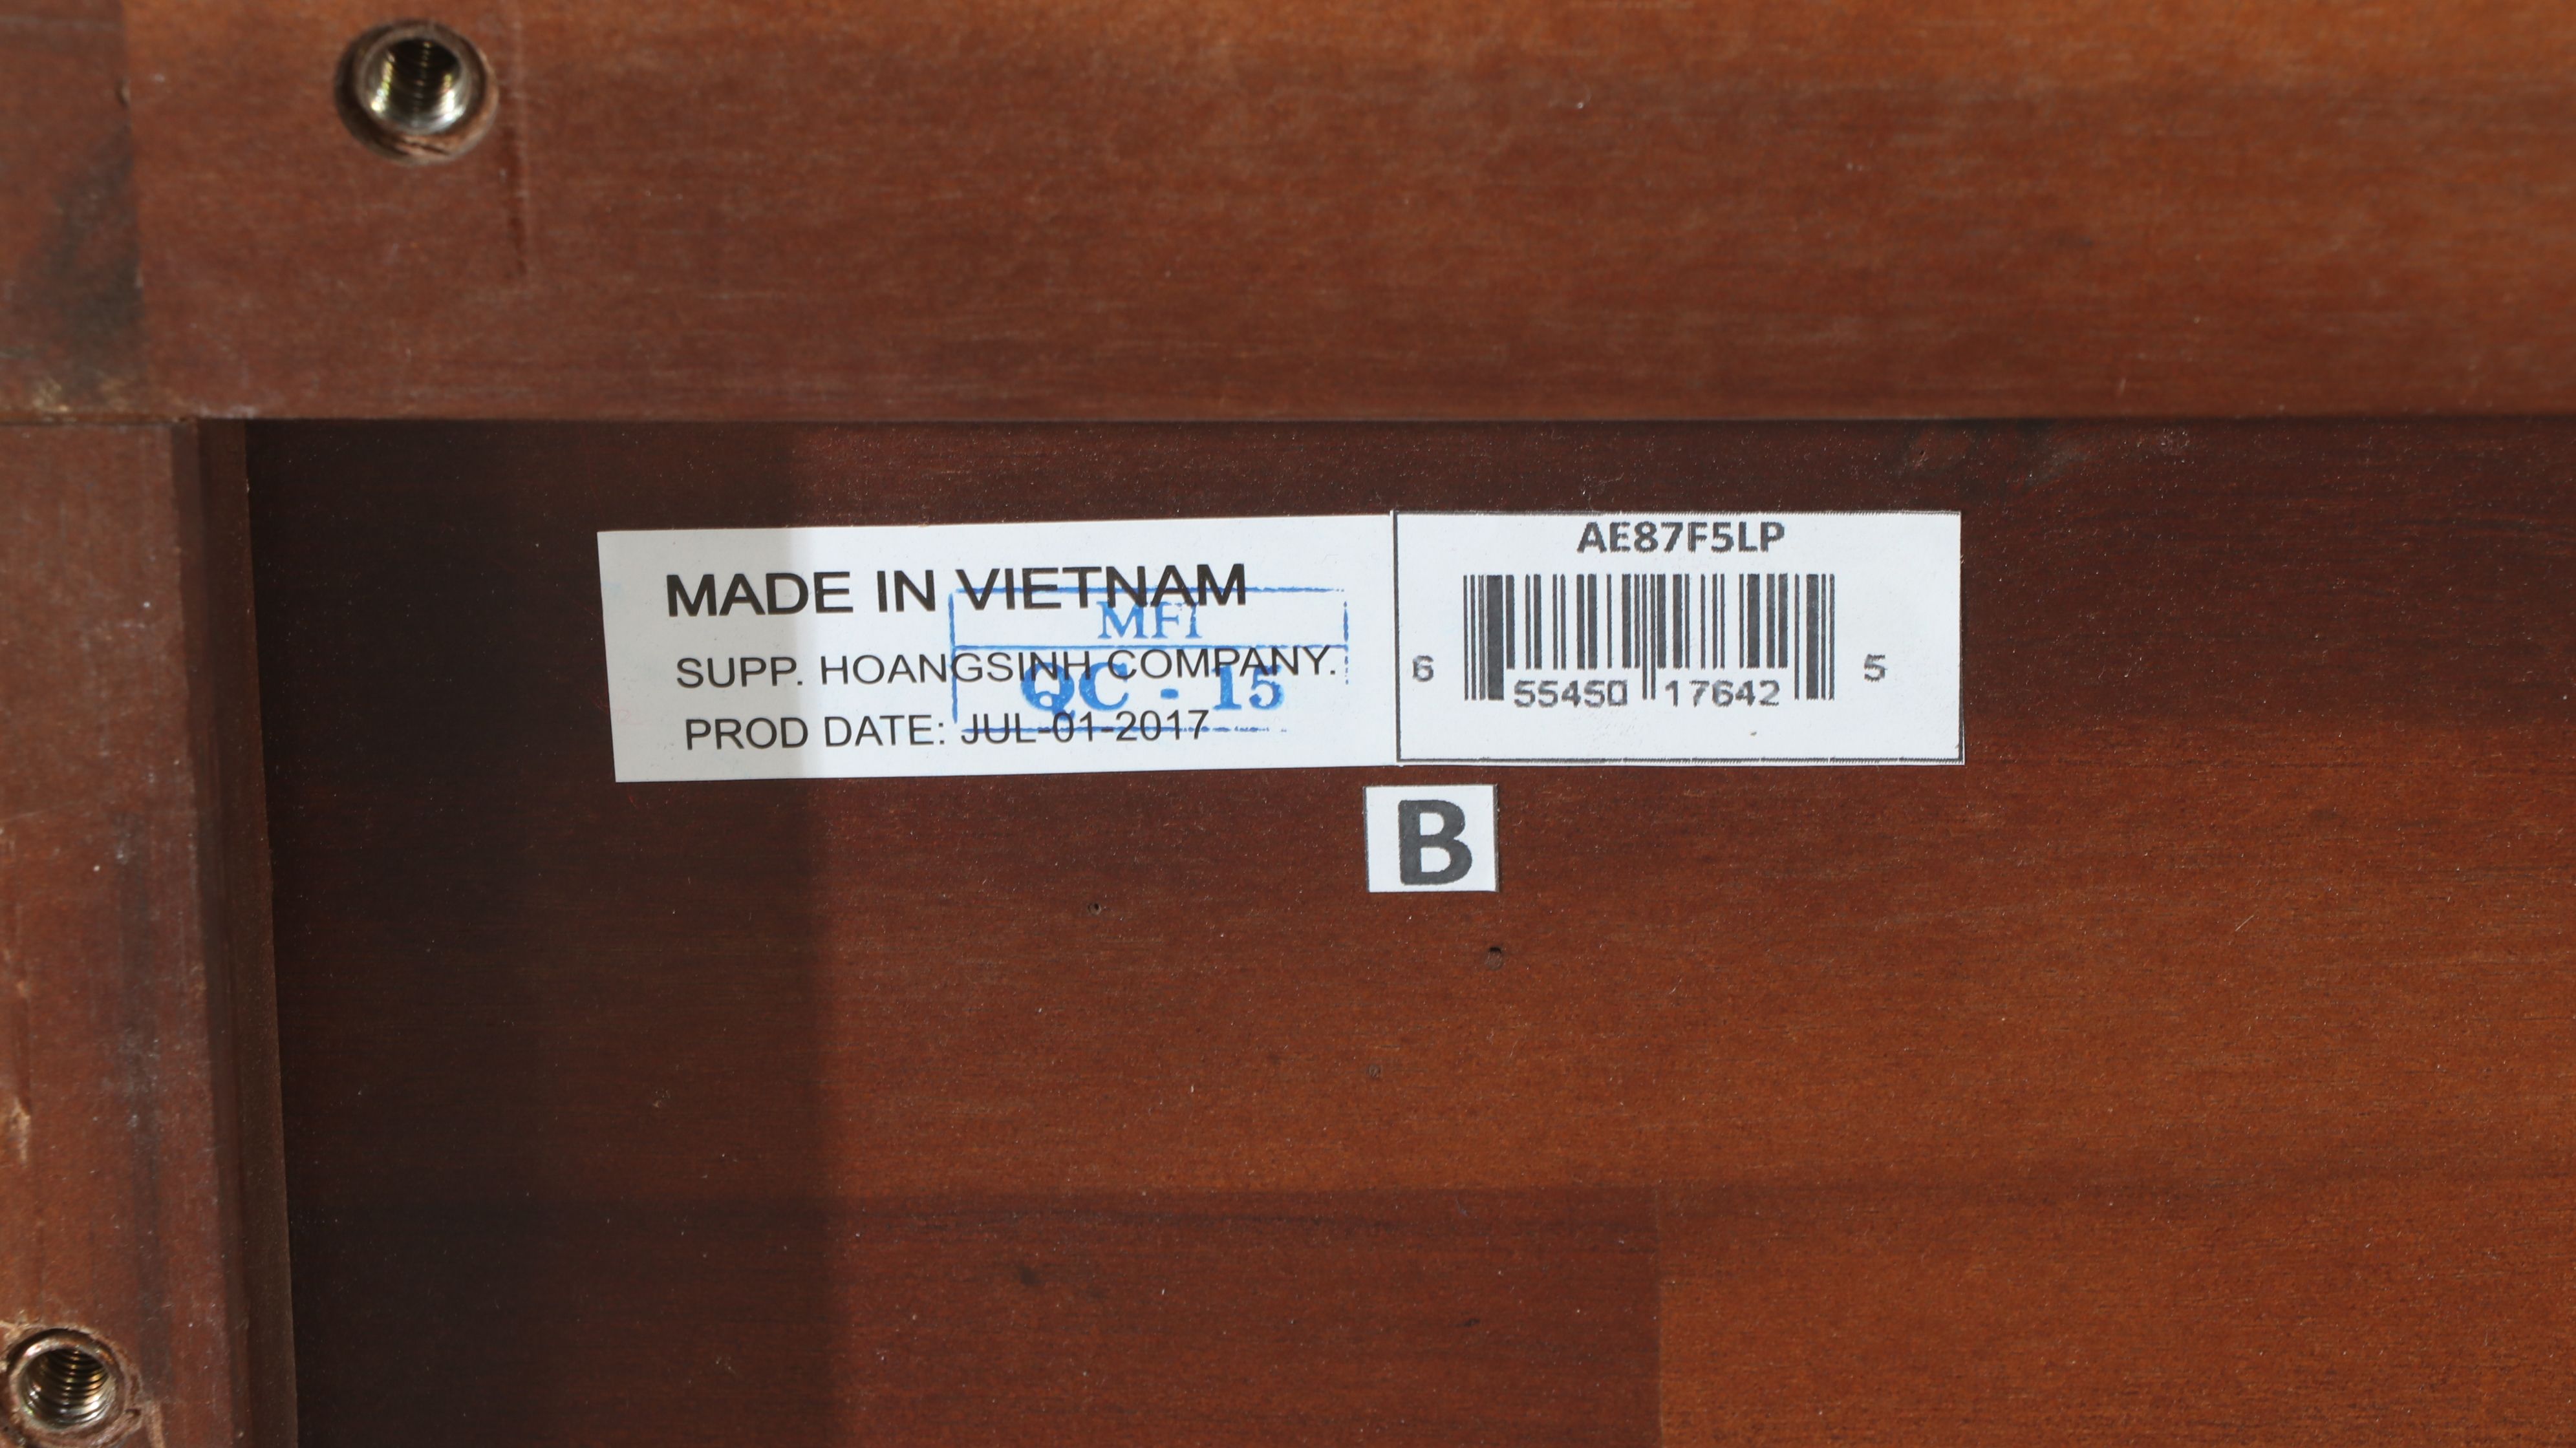 MADE IN VIETNAM
MFI
SUPP. HOANGSINH COMPANY.
QC - 15
PROD DATE: JUL-01-2017
AE87F5LP
6 55450 17642 5
B